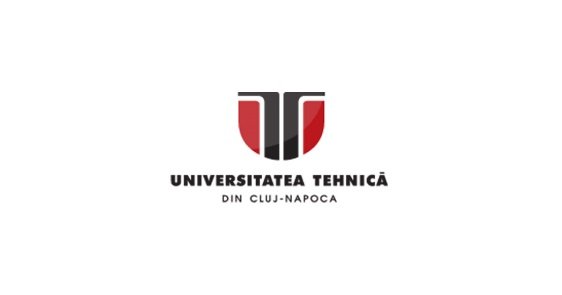 UNIVERSITATEA TEHNICĂ
DIN CLUJ-NAPOCA